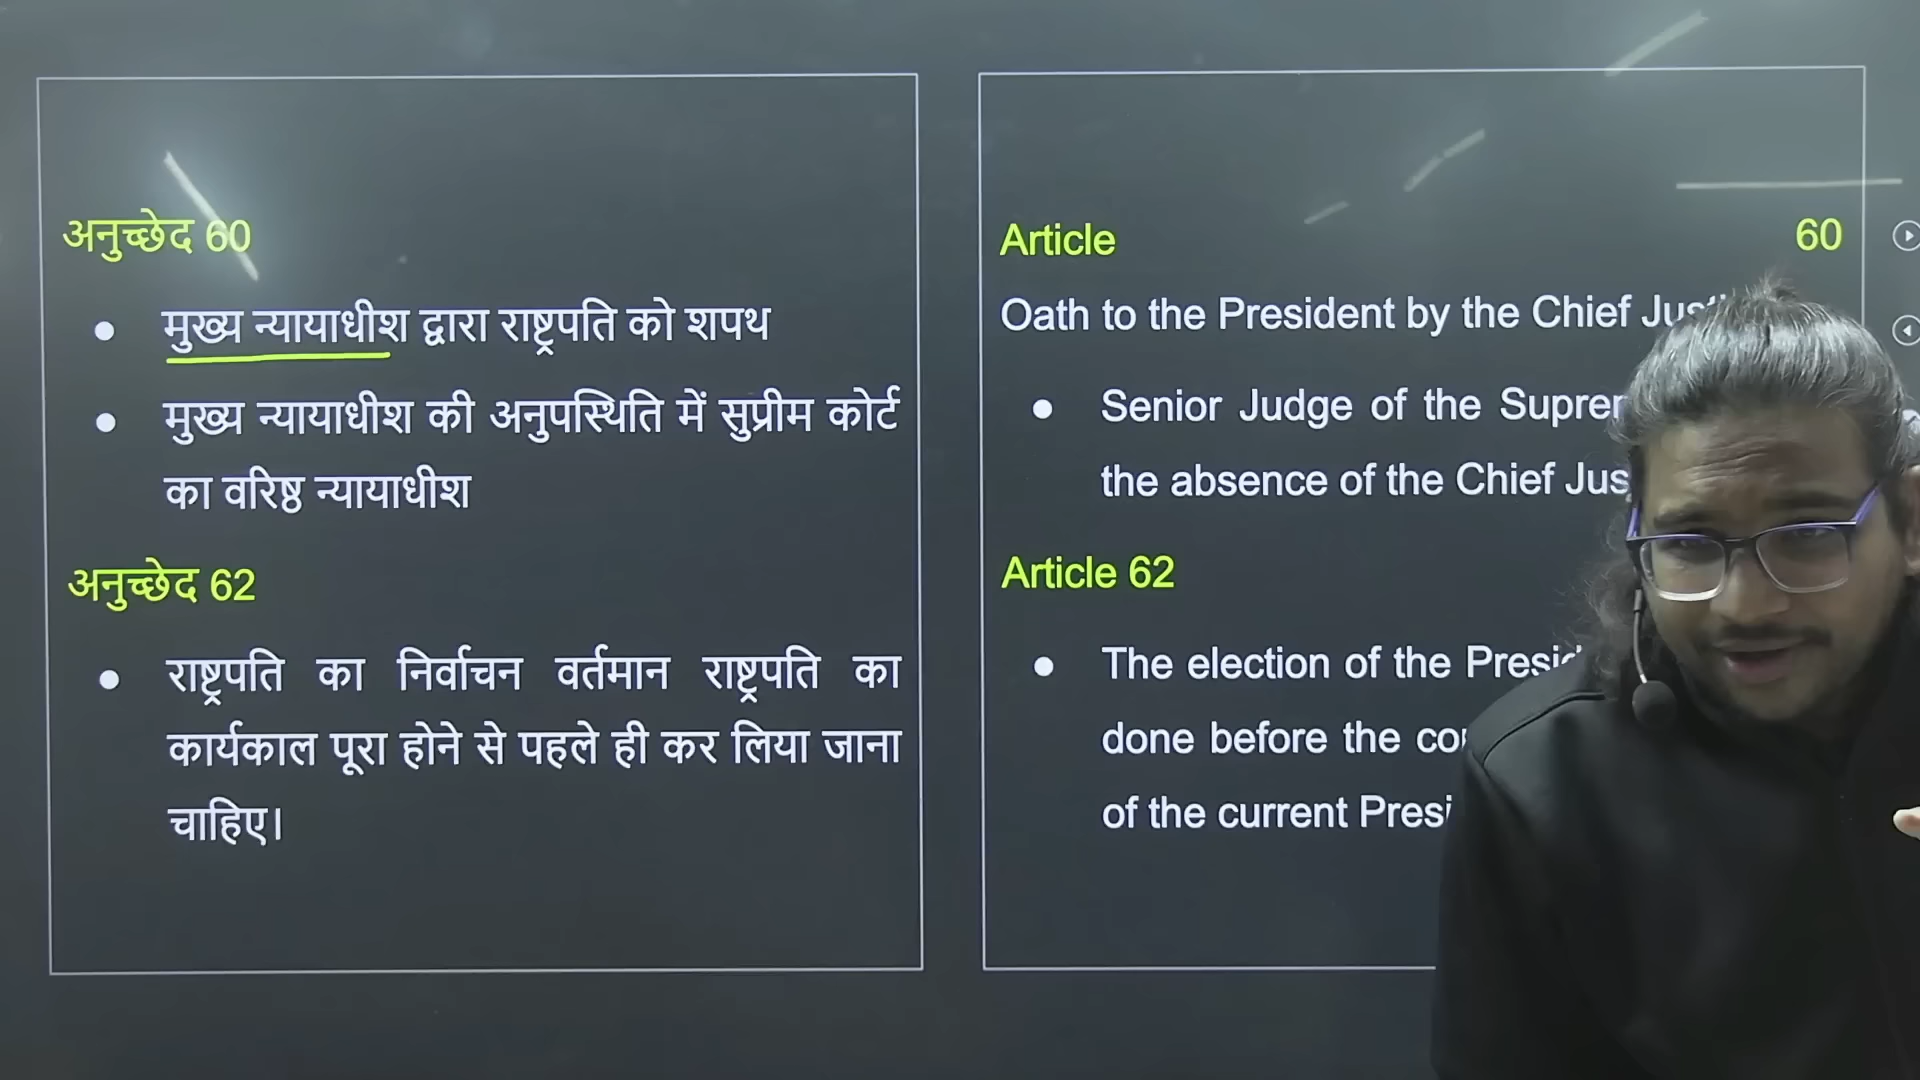 अनुच्छेद 60
मुख्य न्यायाधीश द्वारा राष्ट्रपति को शपथ
मुख्य न्यायाधीश की अनुपस्थिति में सुप्रीम कोर्ट
का वरिष्ठ न्यायाधीश
अनुच्छेद 62
राष्ट्रपति का निर्वाचन वर्तमान राष्ट्रपति का
कार्यकाल पूरा होने से पहले ही कर लिया जाना
चाहिए।
Article 60
Oath to the President by the Chief
Senior Judge of the
the absence of the Chief
Article 62
The election of the
done before the
of the current